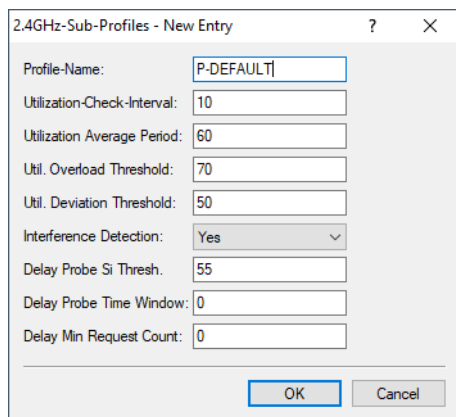 2.4GHz-Sub-Profiles - New Entry ?
Profile-Name: P-DEFAULT
Utilization-Check-Interval: 10
Utilization Average Period: 60
Util. Overload Threshold: 70
Util. Deviation Threshold: 50
Interference Detection: Yes
Delay Probe Si Thresh. 55
Delay Probe Time Window: 0
Delay Min Request Count: 0
OK Cancel